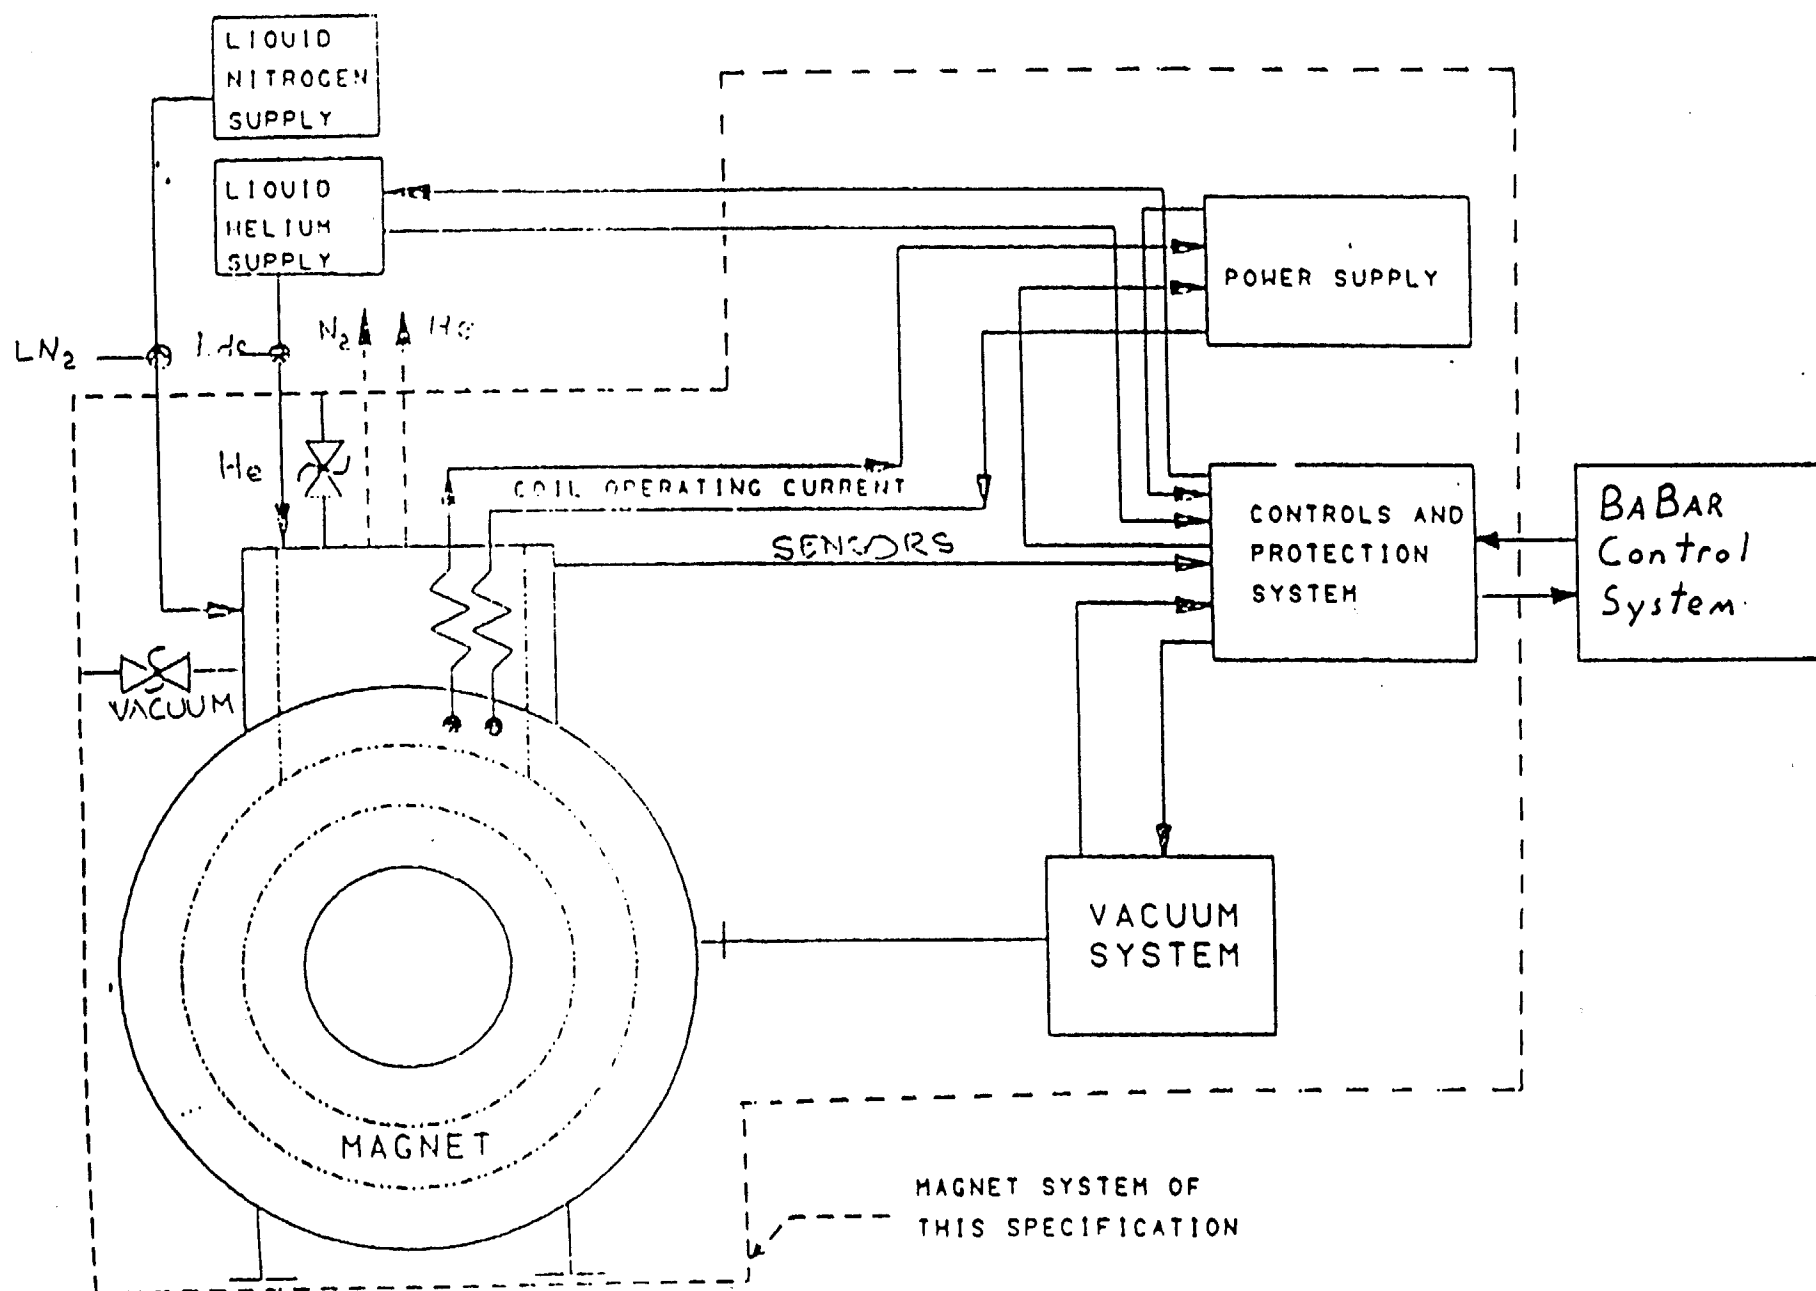 LIQUID
NITROGEN
SUPPLY
LIQUID
HELIUM
SUPPLY
POWER SUPPLY
LN₂
LHe
N₂
He
He
COIL OPERATING CURRENT
SENSORS
CONTROLS AND
PROTECTION
SYSTEM
BABAR
Control
System
VACUUM
VACUUM
SYSTEM
MAGNET
MAGNET SYSTEM OF
THIS SPECIFICATION